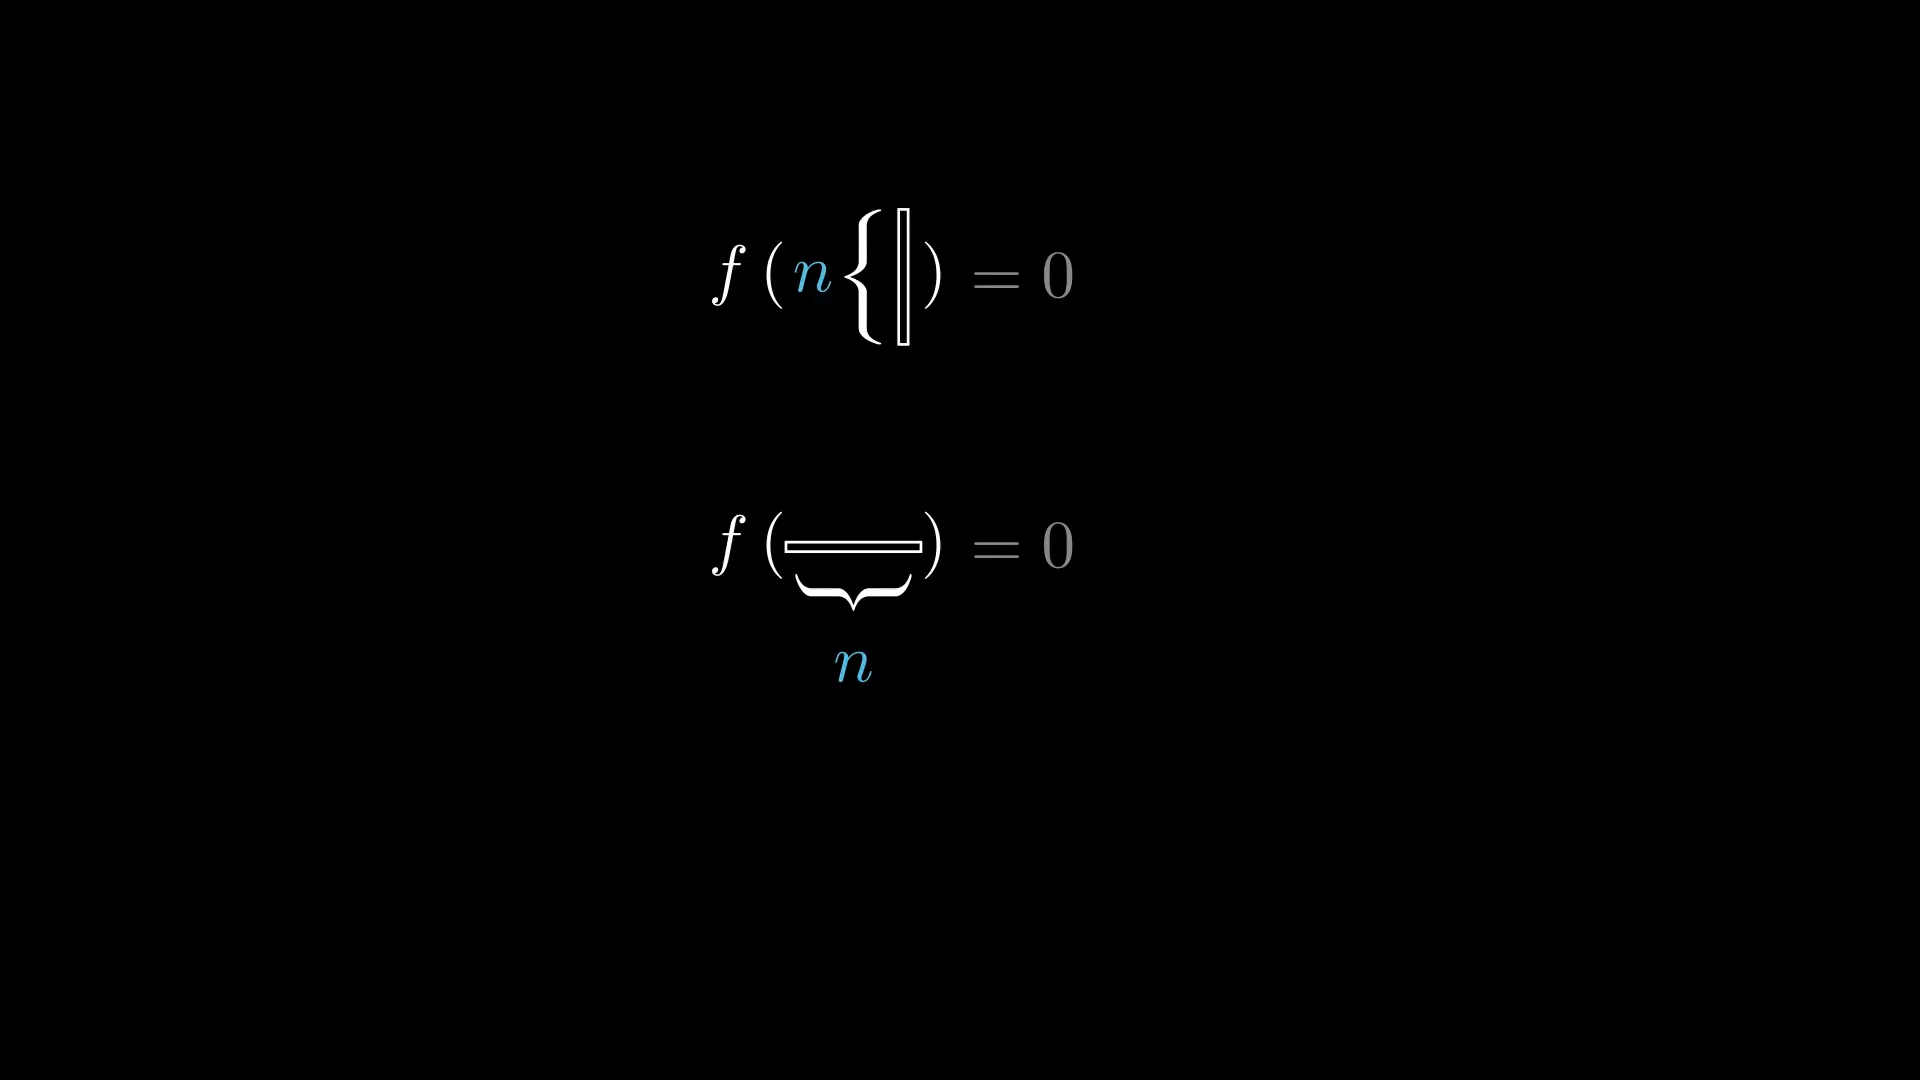 f(n{▯) = 0
f(▭) = 0
n